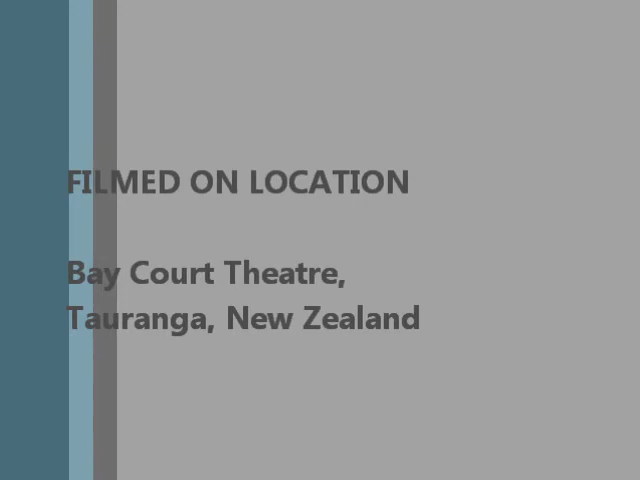 FILMED ON LOCATION
Bay Court Theatre,
Tauranga, New Zealand